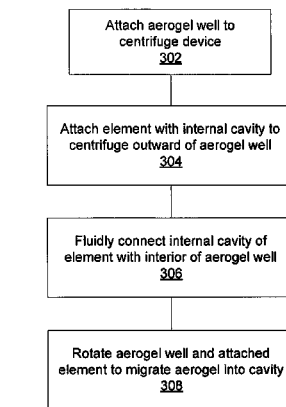 Attach aerogel well to
centrifuge device
302
Attach element with internal cavity to
centrifuge outward of aerogel well
304
Fluidly connect internal cavity of
element with interior of aerogel well
306
Rotate aerogel well and attached
element to migrate aerogel into cavity
308